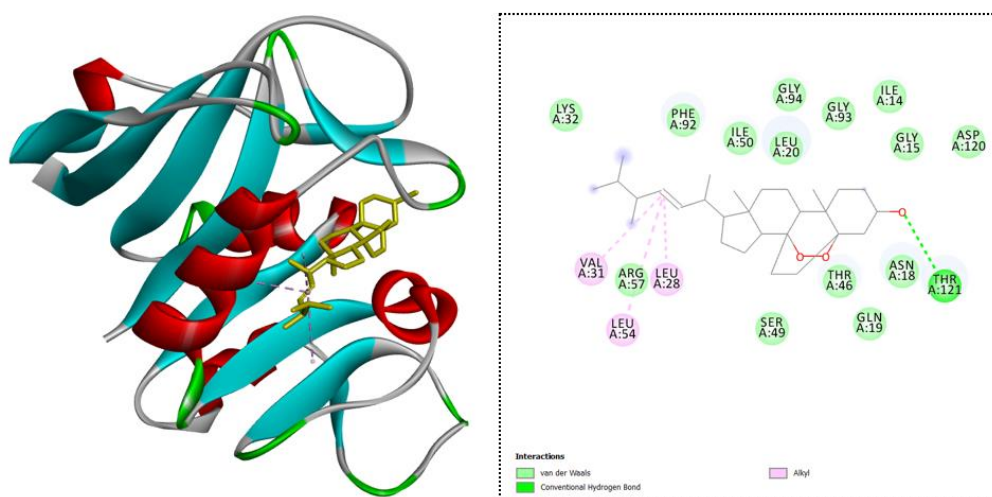 LYS
A:32
PHE
A:92
ILE
A:50
GLY
A:94
LEU
A:20
GLY
A:93
ILE
A:14
GLY
A:15
ASP
A:120
O
O
O
VAL
A:31
ARG
A:57
LEU
A:28
LEU
A:54
THR
A:46
ASN
A:18
THR
A:121
SER
A:49
GLN
A:19
Interactions
van der Waals
Conventional Hydrogen Bond
Alkyl